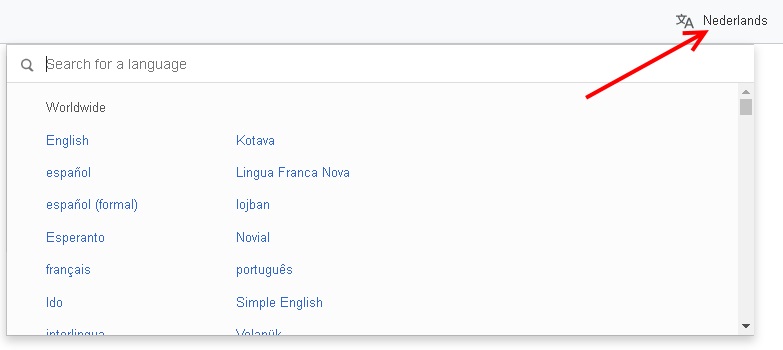 Nederlands
Search for a language
Worldwide
English
Kotava
español
Lingua Franca Nova
español (formal)
lojban
Esperanto
Novial
français
português
Ido
Simple English
interlingua
Volapük